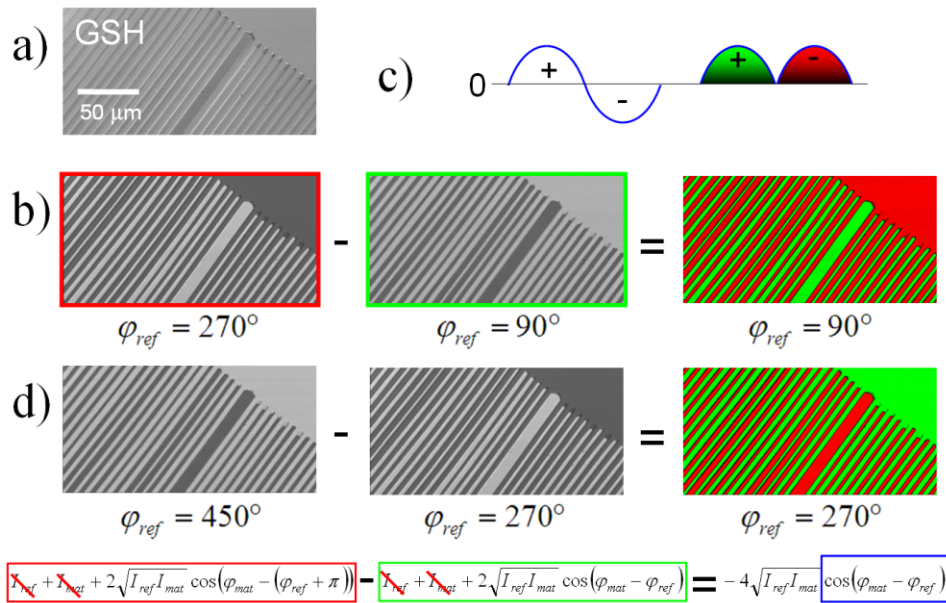 a)
GSH
50 μm
c)
0
+
-
+
-
b)
-
=
φref = 270°
φref = 90°
φref = 90°
d)
-
=
φref = 450°
φref = 270°
φref = 270°
Iref + Imat + 2√IrefImat cos(φmat − (φref + π)) - Iref + Imat + 2√IrefImat cos(φmat − φref) = − 4√IrefImat cos(φmat − φref)